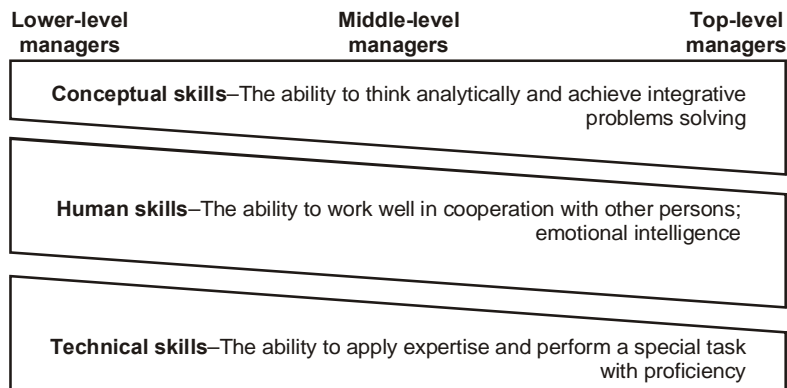 Lower-level managers
Middle-level managers
Top-level managers
Conceptual skills–The ability to think analytically and achieve integrative
problems solving
Human skills–The ability to work well in cooperation with other persons;
emotional intelligence
Technical skills–The ability to apply expertise and perform a special task
with proficiency